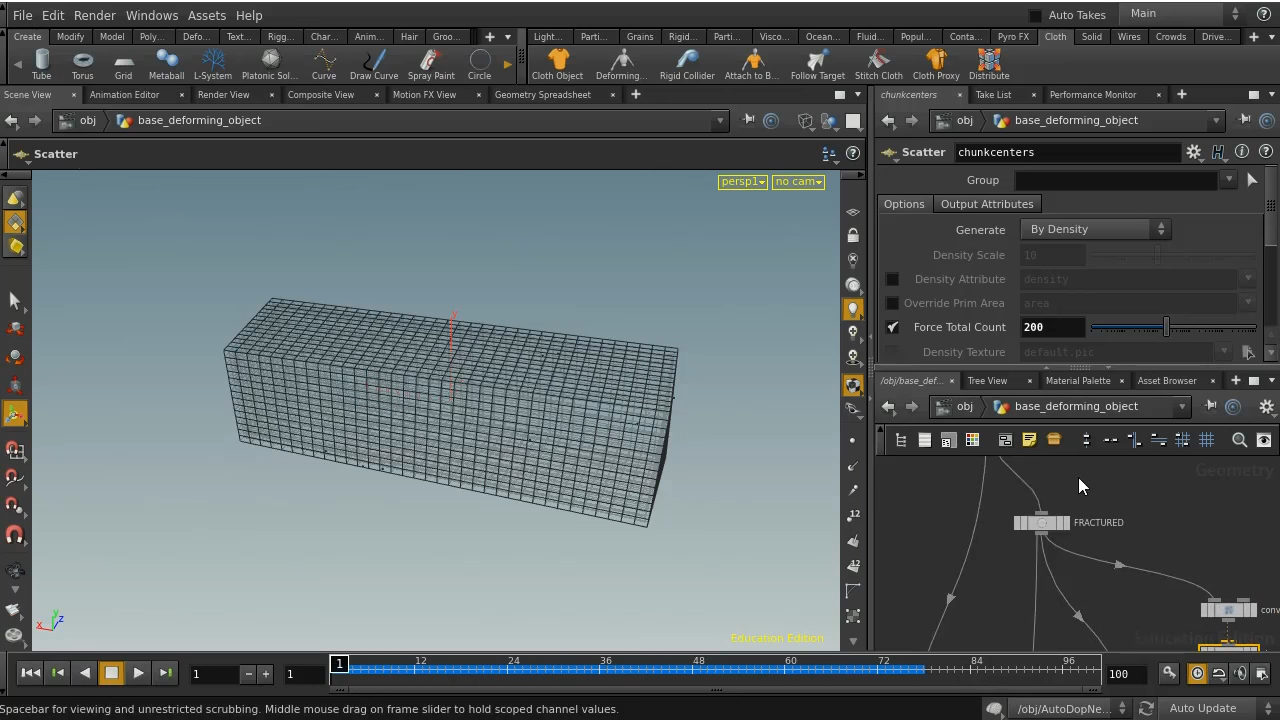 File Edit Render Windows Assets Help Auto Takes Main
Create Modify Model Poly... Defo... Text... Rigg... Char... Anim... Hair Groo... Light... Parti... Grains Rigid... Parti... Visco... Ocean... Fluid... Popul... Conta... Pyro FX Cloth Solid Wires Crowds Drive...
Tube Torus Grid Metaball L-System Platonic Sol... Curve Draw Curve Spray Paint Circle Cloth Object Deforming... Rigid Collider Attach to B... Follow Target Stitch Cloth Cloth Proxy Distribute
Scene View Animation Editor Render View Composite View Motion FX View Geometry Spreadsheet chunkcenters Take List Performance Monitor
obj base_deforming_object obj base_deforming_object
Scatter Scatter chunkcenters
persp1 no cam Group
Options Output Attributes
Generate By Density
Density Scale 10
Density Attribute density
Override Prim Area area
Force Total Count 200
Density Texture default.pic
/obj/base_def... Tree View Material Palette Asset Browser
obj base_deforming_object
Geometry
FRACTURED
conv
Education Edition
Education Edition
y
x
y
z
12
12
1 1 1 12 24 36 48 60 72 84 96 100
Spacebar for viewing and unrestricted scrubbing. Middle mouse drag on frame slider to hold scoped channel values. /obj/AutoDopNe... Auto Update